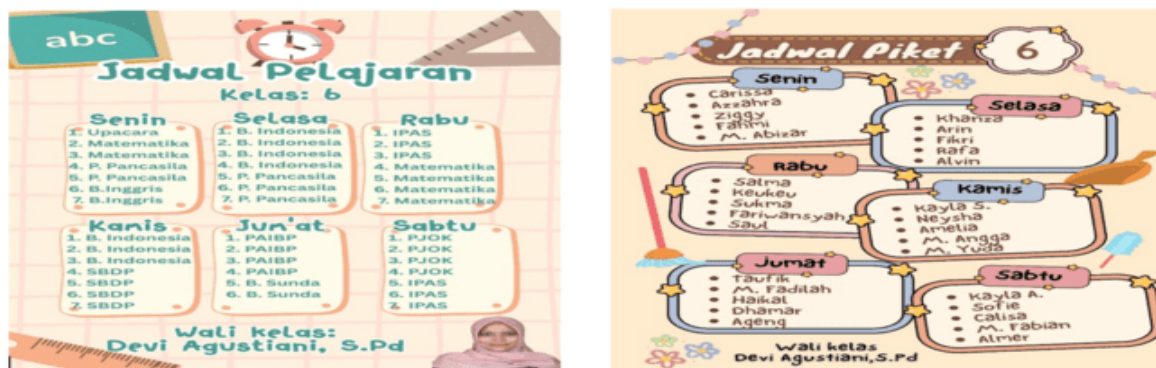 abc
Jadwal Pelajaran
Kelas: 6
Senin
1. Upacara
2. Matematika
3. Matematika
4. P. Pancasila
5. P. Pancasila
6. B.Inggris
7. B.Inggris
Selasa
1. B. Indonesia
2. B. Indonesia
3. B. Indonesia
4. B. Indonesia
5. P. Pancasila
6. P. Pancasila
7. P. Pancasila
Rabu
1. IPAS
2. IPAS
3. IPAS
4. Matematika
5. Matematika
6. Matematika
7. Matematika
Kamis
1. B. Indonesia
2. B. Indonesia
3. B. Indonesia
4. SBDP
5. SBDP
6. SBDP
7. SBDP
Jum'at
1. PAIBP
2. PAIBP
3. PAIBP
4. PAIBP
5. B. Sunda
6. B. Sunda
Sabtu
1. PJOK
2. PJOK
3. PJOK
4. PJOK
5. IPAS
6. IPAS
7. IPAS
Wali kelas:
Devi Agustiani, S.Pd
Jadwal Piket
6
Senin
Carissa
Azzahra
Ziggy
Fahmi
M. Abizar
Selasa
Khanza
Arin
Fikri
Rafa
Alvin
Rabu
Salma
Keukeu
Sukma
Fariwansyah
Saul
Kamis
Kayla S.
Neysha
Amelia
M. Angga
M. Yuda
Jumat
Taufik
M. Fadilah
Haikal
Dhamar
Ageng
Sabtu
Kayla A.
Sofie
Calisa
M. Fabian
Almer
Wali kelas
Devi Agustiani,S.Pd